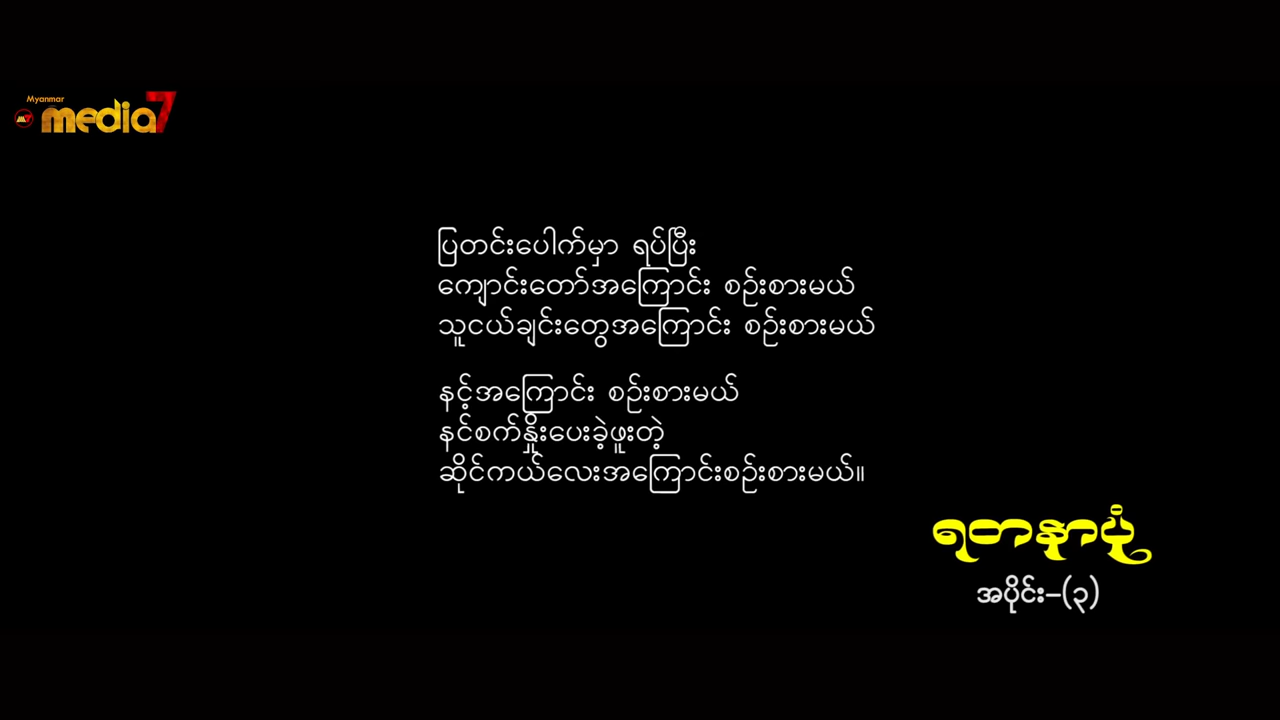 Myanmar
media7
ပြတင်းပေါက်မှာ ရပ်ပြီး
ကျောင်းတော်အကြောင်း စဉ်းစားမယ်
သူငယ်ချင်းတွေအကြောင်း စဉ်းစားမယ်
နင့်အကြောင်း စဉ်းစားမယ်
နင်စက်နှိုးပေးခဲ့ဖူးတဲ့
ဆိုင်ကယ်လေးအကြောင်းစဉ်းစားမယ်။
ရတနာပုံ
အပိုင်း-(၃)